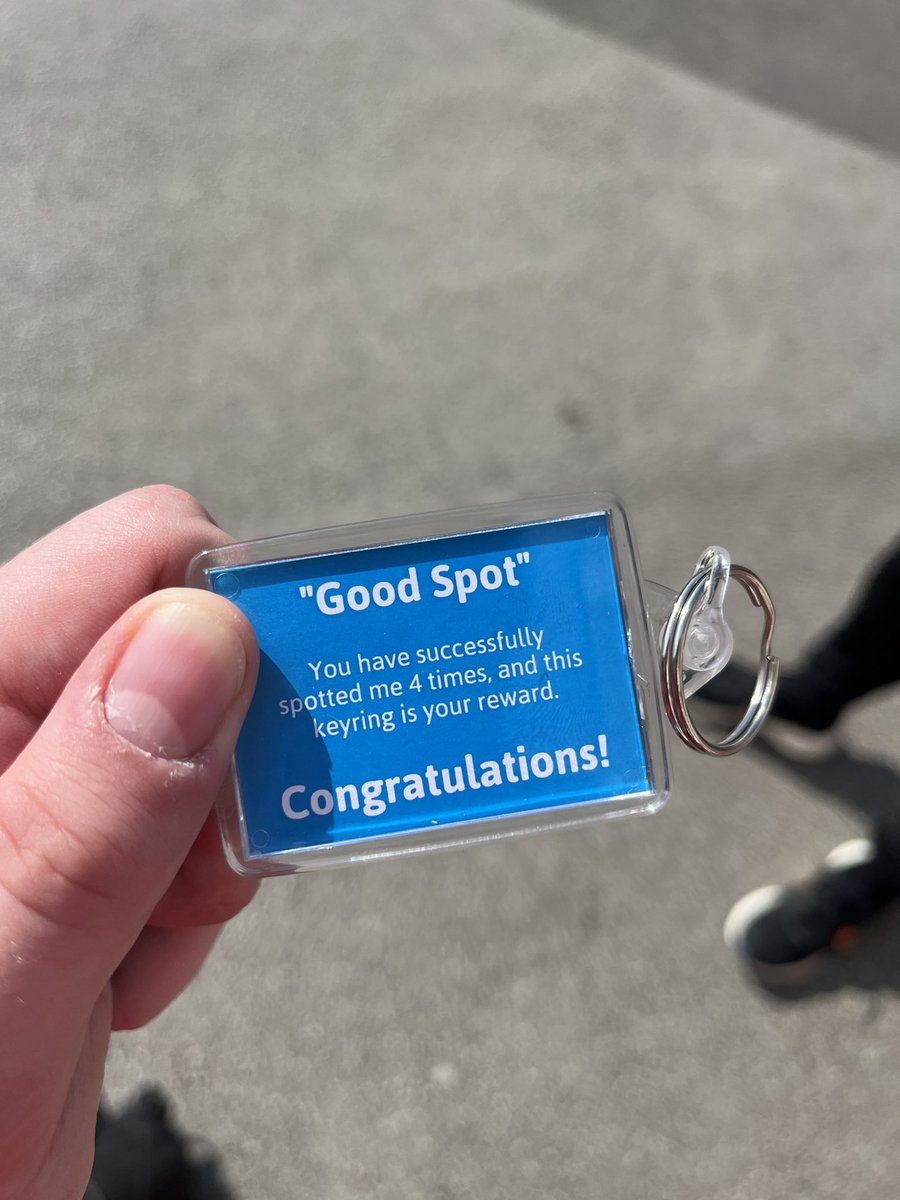 "Good Spot"
You have successfully
spotted me 4 times, and this
keyring is your reward.
Congratulations!